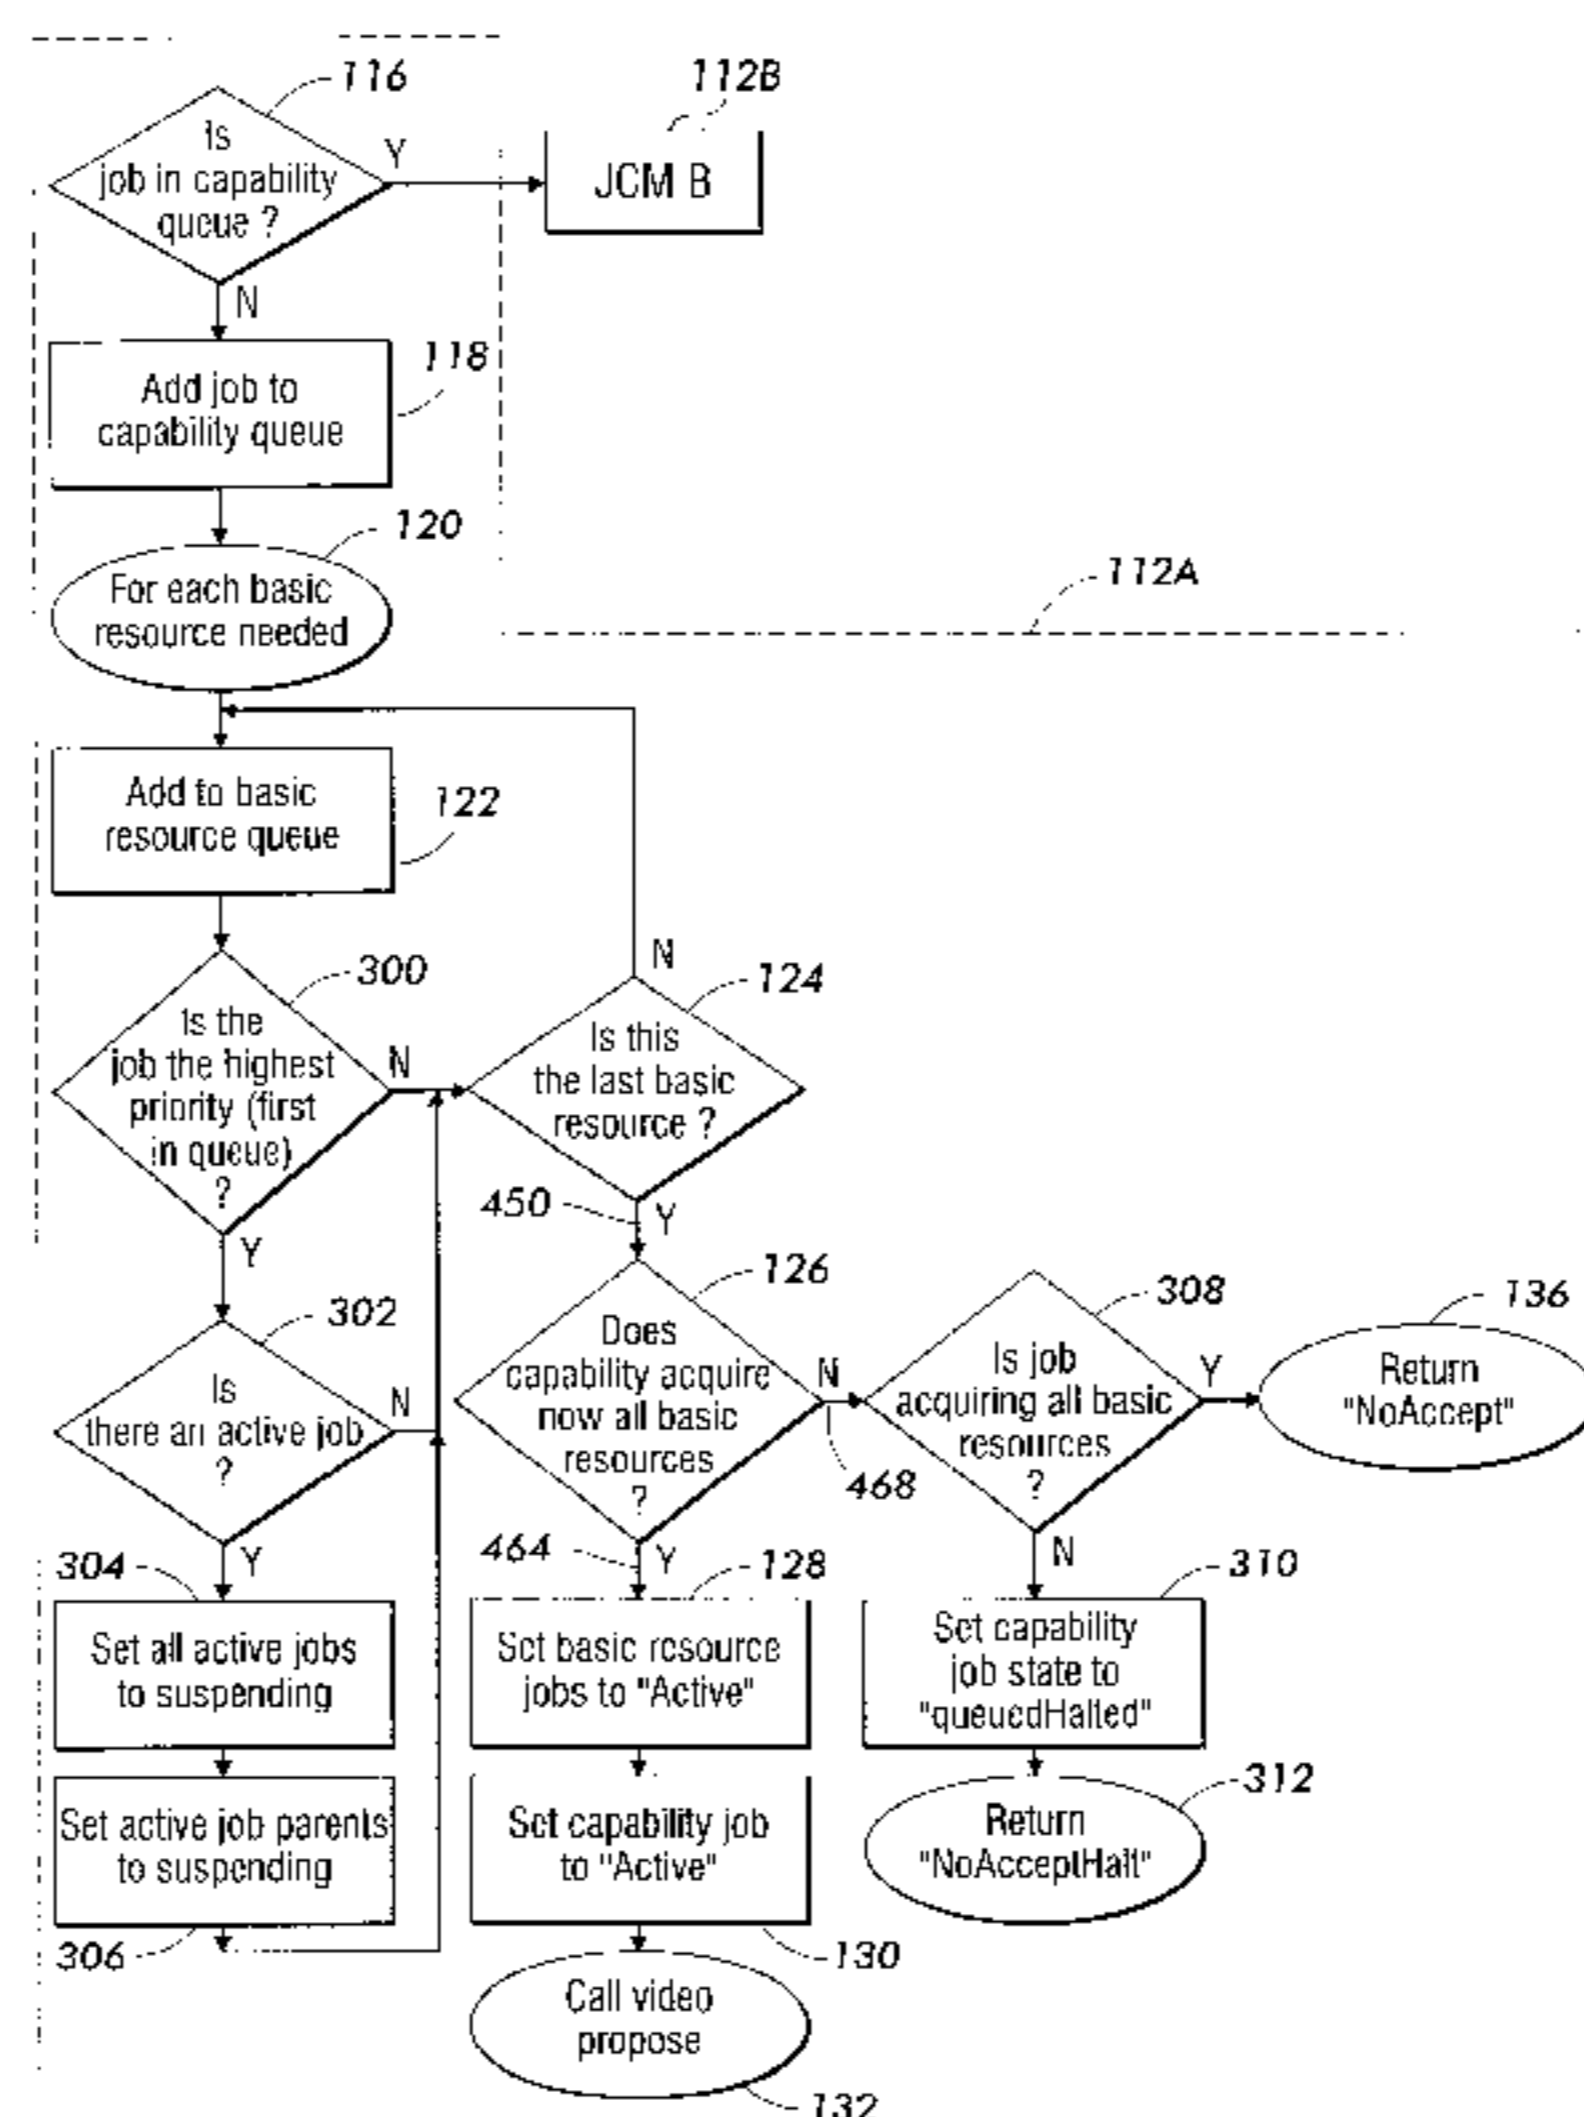 116
112B
Is
job in capability
queue ?
Y
JCM B
N
118
Add job to
capability queue
120
For each basic
resource needed
112A
Add to basic
resource queue
122
N
300
124
Is the
job the highest
priority (first
in queue)
?
N
Is this
the last basic
resource ?
450
Y
Y
126
302
308
136
Is
there an active job
?
N
Does
capability acquire
now all basic
resources
?
N
468
Is job
acquiring all basic
resources
?
Y
Return
"NoAccept"
304
Y
464
Y
128
N
310
Set all active jobs
to suspending
Set basic resource
jobs to "Active"
Set capability
job state to
"queuedHalted"
Set active job parents
to suspending
Set capability job
to "Active"
312
Return
"NoAcceptHalt"
306
130
Call video
propose
132